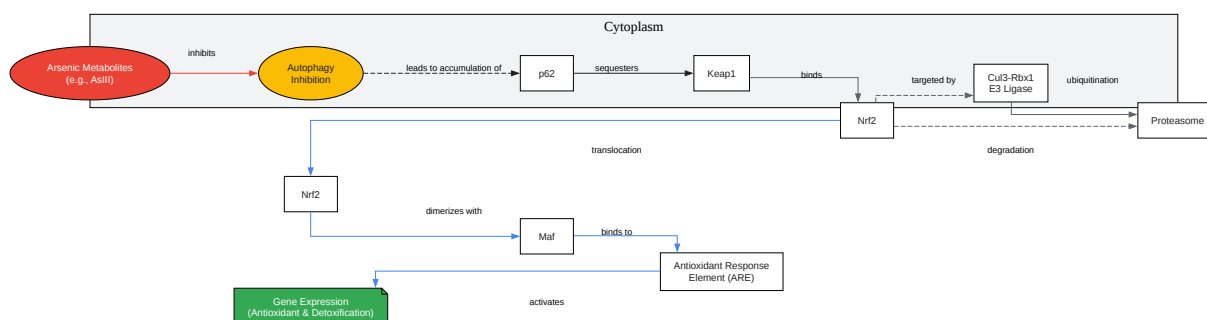 Cytoplasm
inhibits
Arsenic Metabolites
(e.g., AsIII)
Autophagy
Inhibition
leads to accumulation of
p62
sequesters
Keap1
binds
targeted by
Cul3-Rbx1
E3 Ligase
ubiquitination
Nrf2
Proteasome
translocation
degradation
Nrf2
dimerizes with
Maf
binds to
Antioxidant Response
Element (ARE)
activates
Gene Expression
(Antioxidant & Detoxification)